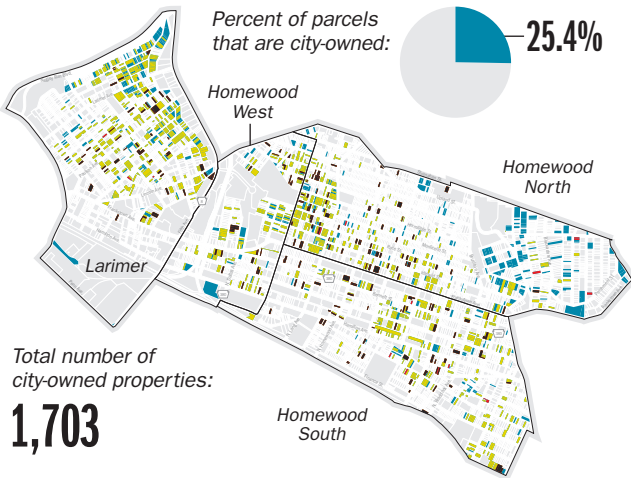 Percent of parcels
that are city-owned:
25.4%
Homewood
West
Homewood
North
Larimer
Total number of
city-owned properties:
1,703
Homewood
South